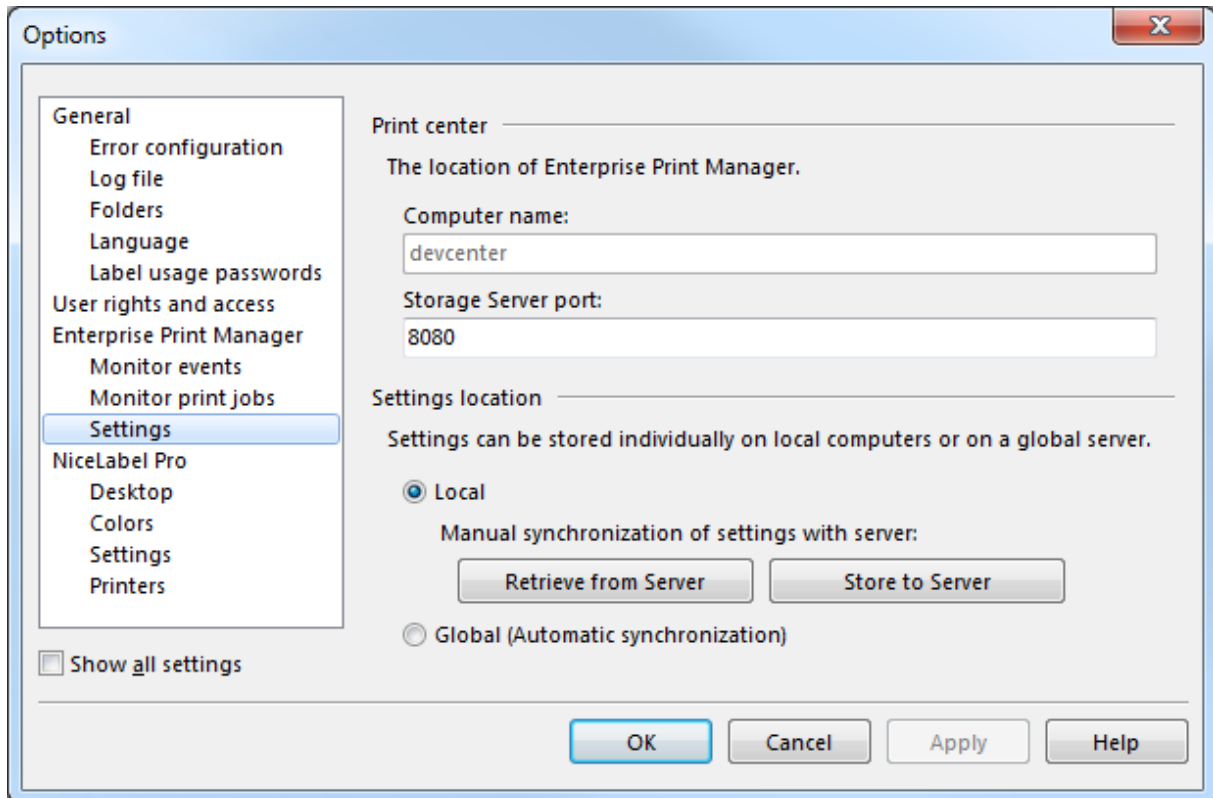 Options
General
Error configuration
Log file
Folders
Language
Label usage passwords
User rights and access
Enterprise Print Manager
Monitor events
Monitor print jobs
Settings
NiceLabel Pro
Desktop
Colors
Settings
Printers
Show all settings
Print center
The location of Enterprise Print Manager.
Computer name:
devcenter
Storage Server port:
8080
Settings location
Settings can be stored individually on local computers or on a global server.
Local
Manual synchronization of settings with server:
Retrieve from Server Store to Server
Global (Automatic synchronization)
OK Cancel Apply Help